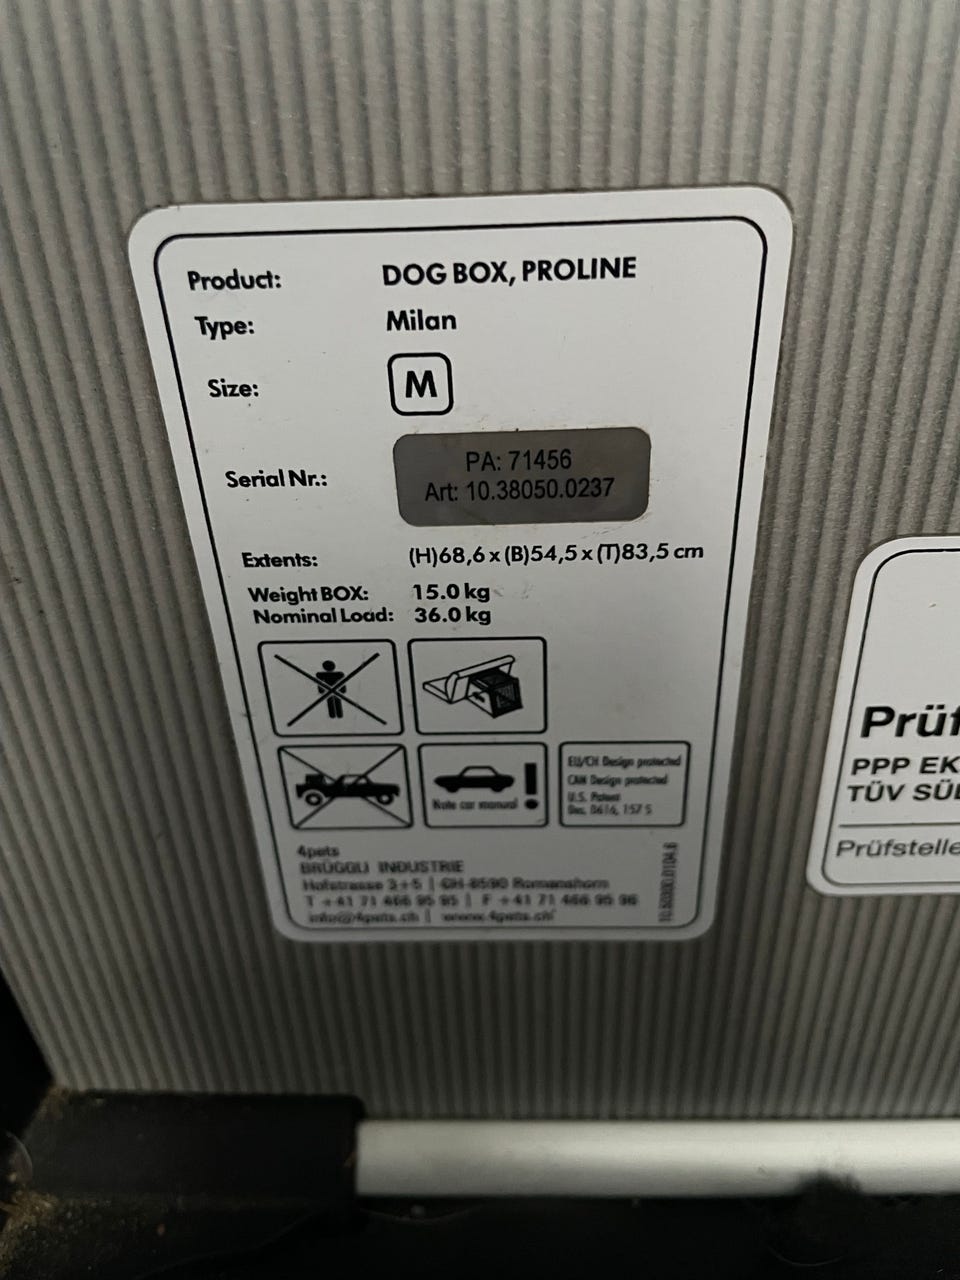 Product: DOG BOX, PROLINE
Type: Milan
Size: M
Serial Nr.: PA: 71456
Art: 10.38050.0237
Extents: (H)68,6 x (B)54,5 x (T)83,5 cm
Weight BOX: 15.0 kg
Nominal Load: 36.0 kg
Note car manual
EU/CH Design protected
CAN Design protected
U.S. Patent
Des. D616, 157 S
4pets
BRÜGGLI INDUSTRIE
Hofstrasse 3+5 | CH-8590 Romanshorn
T +41 71 466 95 95 | F +41 71 466 95 96
info@4pets.ch | www.4pets.ch
Prüf
PPP EK
TÜV SÜ
Prüfstelle